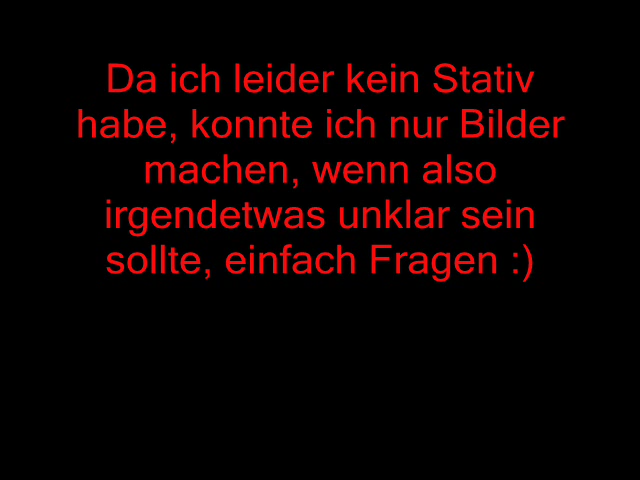 Da ich leider kein Stativ
habe, konnte ich nur Bilder
machen, wenn also
irgendetwas unklar sein
sollte, einfach Fragen :)